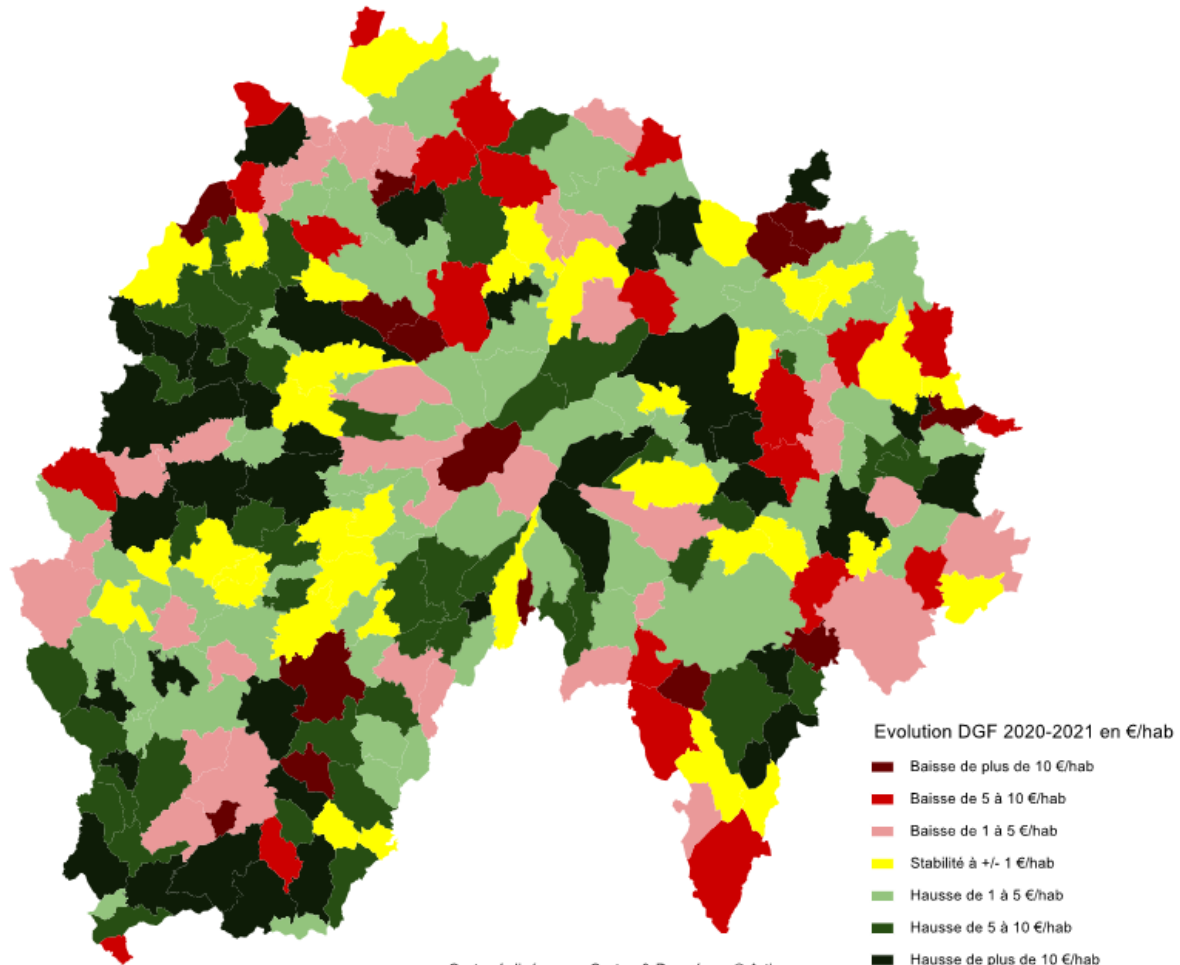 Evolution DGF 2020-2021 en €/hab
Baisse de plus de 10 €/hab
Baisse de 5 à 10 €/hab
Baisse de 1 à 5 €/hab
Stabilité à +/- 1 €/hab
Hausse de 1 à 5 €/hab
Hausse de 5 à 10 €/hab
Hausse de plus de 10 €/hab